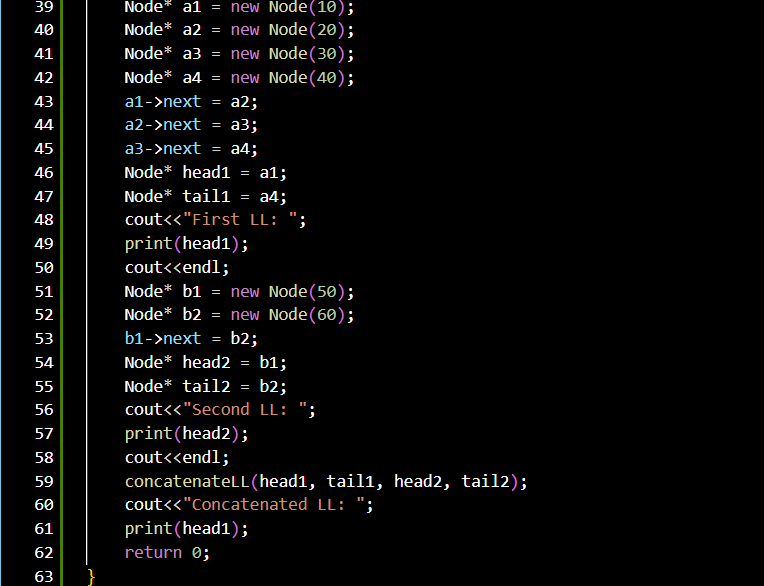 39 Node* a1 = new Node(10);
40 Node* a2 = new Node(20);
41 Node* a3 = new Node(30);
42 Node* a4 = new Node(40);
43 a1->next = a2;
44 a2->next = a3;
45 a3->next = a4;
46 Node* head1 = a1;
47 Node* tail1 = a4;
48 cout<<"First LL: ";
49 print(head1);
50 cout<<endl;
51 Node* b1 = new Node(50);
52 Node* b2 = new Node(60);
53 b1->next = b2;
54 Node* head2 = b1;
55 Node* tail2 = b2;
56 cout<<"Second LL: ";
57 print(head2);
58 cout<<endl;
59 concatenateLL(head1, tail1, head2, tail2);
60 cout<<"Concatenated LL: ";
61 print(head1);
62 return 0;
63 }